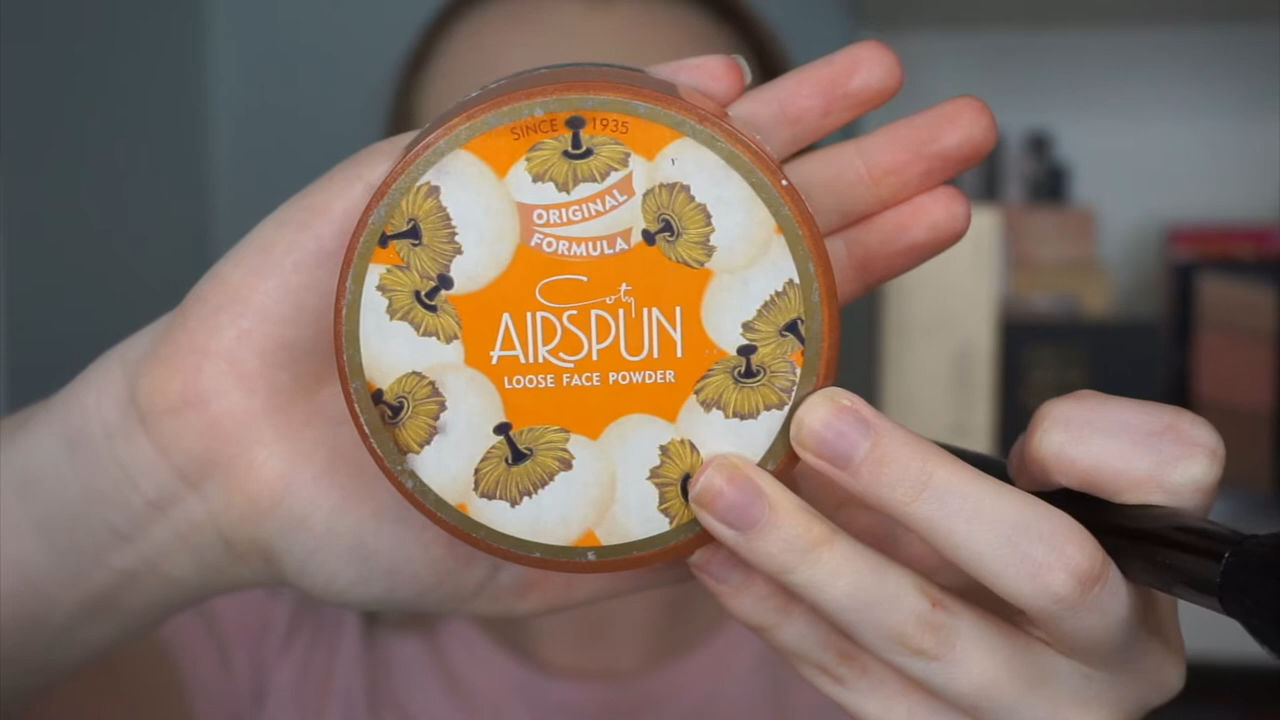 SINCE 1935
ORIGINAL
FORMULA
Coty
AIRSPUN
LOOSE FACE POWDER